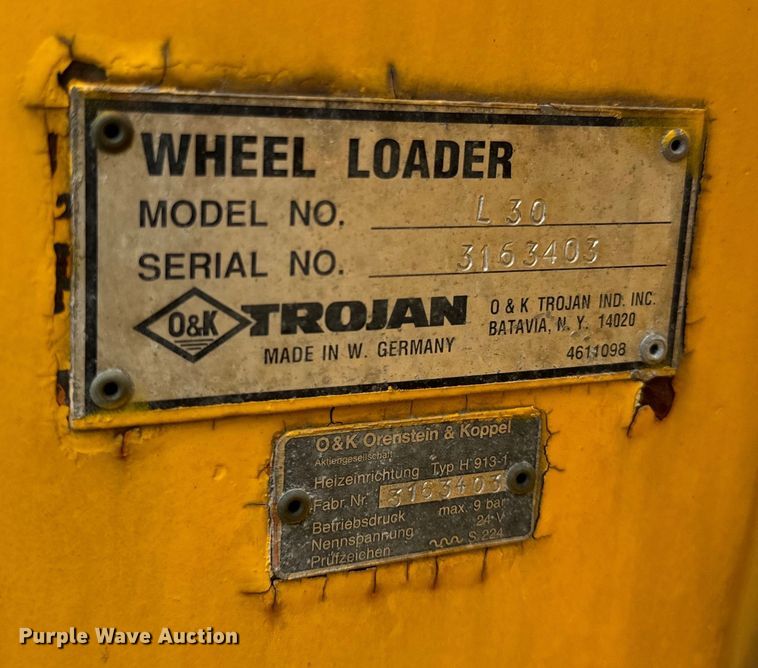 WHEEL LOADER
MODEL NO. L 30
SERIAL NO. 3163403
O&K TROJAN
MADE IN W. GERMANY
O & K TROJAN IND. INC.
BATAVIA, N. Y. 14020
4611098
O & K Orenstein & Koppel
Aktiengesellschaft
Heizeinrichtung Typ H 913-1
Fabr. Nr. 3163403
Betriebsdruck max. 9 bar
Nennspannung 24 V
Prüfzeichen S 224
Purple Wave Auction